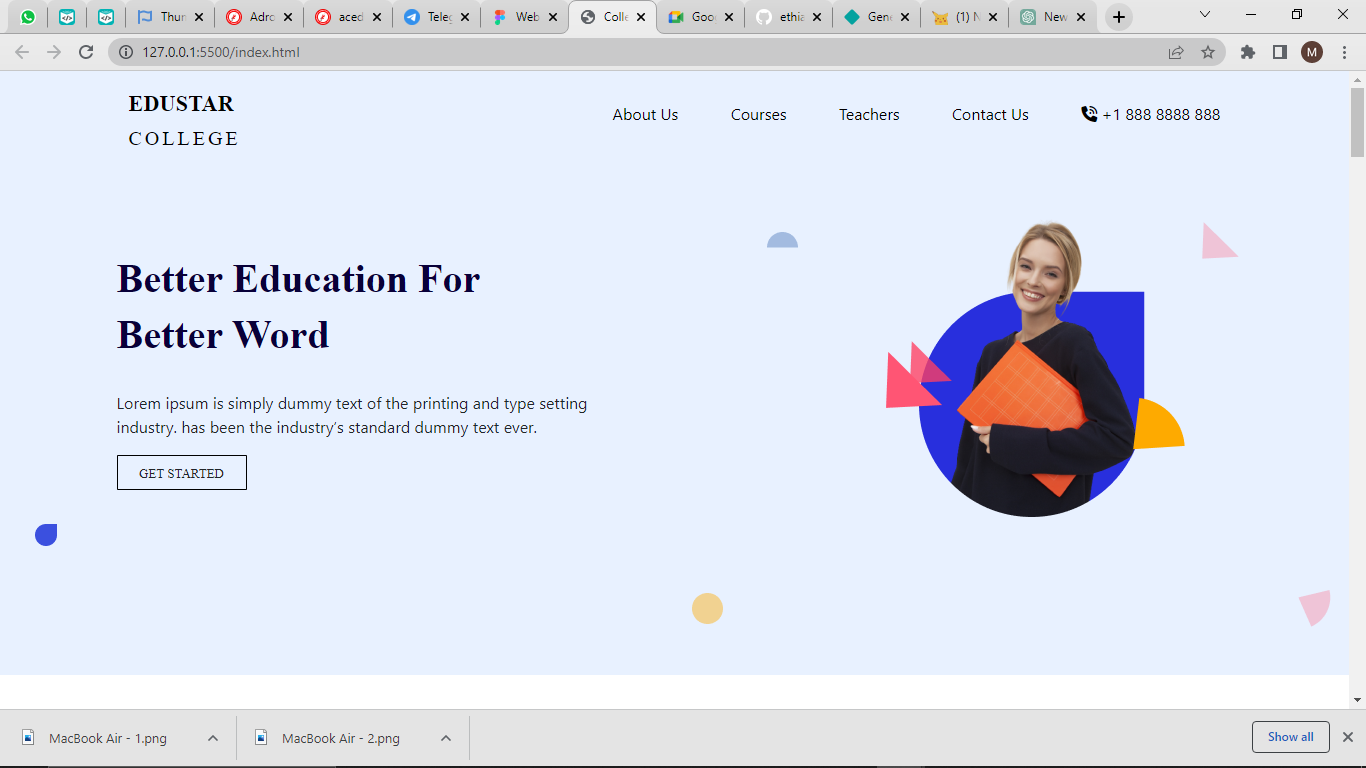 Thun
Adro
aced
Teleg
Web
Colle
Goo
ethia
Gene
(1) N
New
127.0.0.1:5500/index.html
M
EDUSTAR
COLLEGE
About Us Courses Teachers Contact Us +1 888 8888 888
Better Education For
Better Word
Lorem ipsum is simply dummy text of the printing and type setting
industry. has been the industry's standard dummy text ever.
GET STARTED
MacBook Air - 1.png
MacBook Air - 2.png
Show all